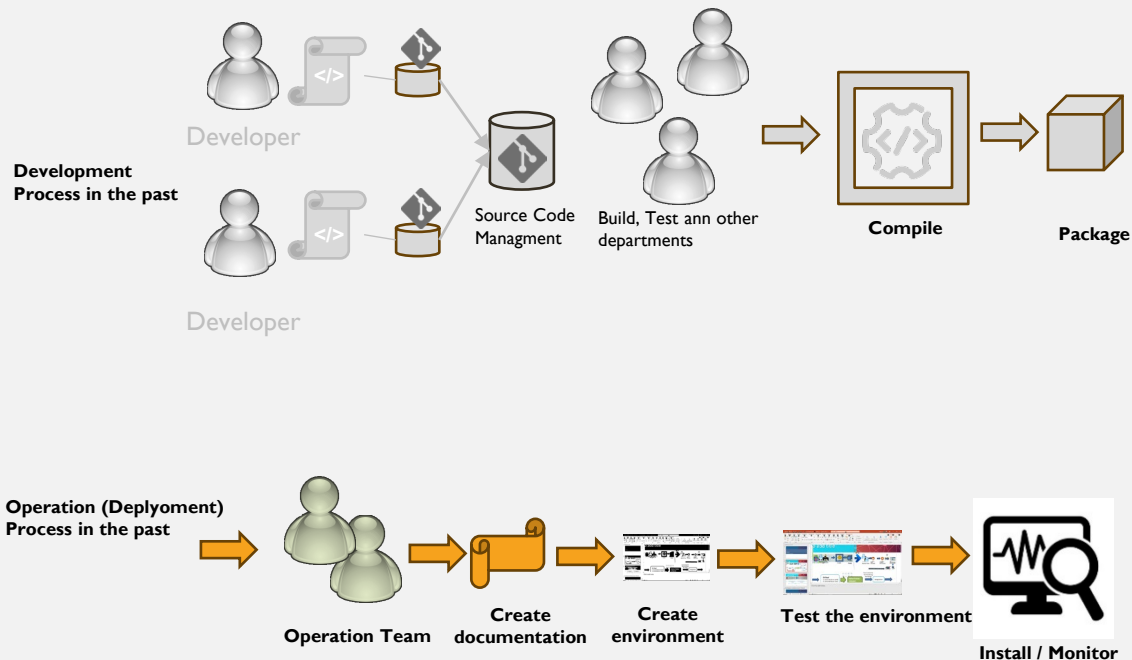 </>
Developer
Development
Process in the past
</>
Source Code
Managment
Build, Test ann other
departments
</>
Compile
Package
Developer
Operation (Deplyoment)
Process in the past
Operation Team
Create
documentation
Create
environment
Test the environment
Install / Monitor